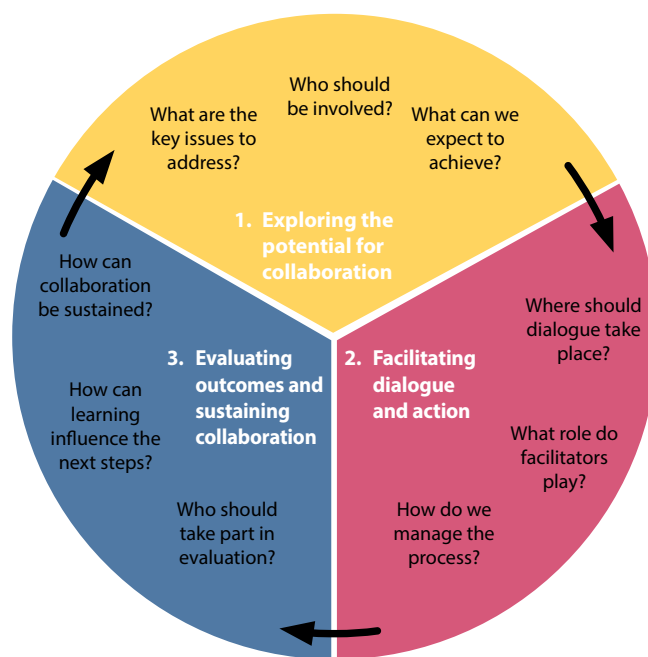 Who should
be involved?
What are the
key issues to
address?
What can we
expect to
achieve?
1. Exploring the
potential for
collaboration
Where should
dialogue take
place?
2. Facilitating
dialogue
and action
What role do
facilitators
play?
How do we
manage the
process?
3. Evaluating
outcomes and
sustaining
collaboration
Who should
take part in
evaluation?
How can
learning
influence the
next steps?
How can
collaboration
be sustained?